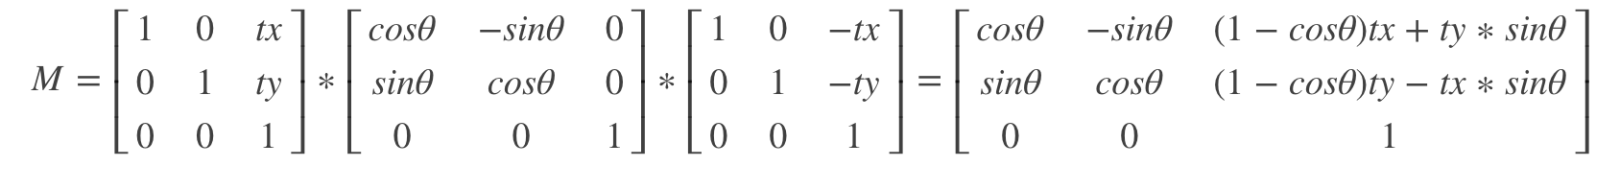 M = [1 0 tx; 0 1 ty; 0 0 1] * [cosθ −sinθ 0; sinθ cosθ 0; 0 0 1] * [1 0 −tx; 0 1 −ty; 0 0 1] = [cosθ −sinθ (1 − cosθ)tx + ty * sinθ; sinθ cosθ (1 − cosθ)ty − tx * sinθ; 0 0 1]